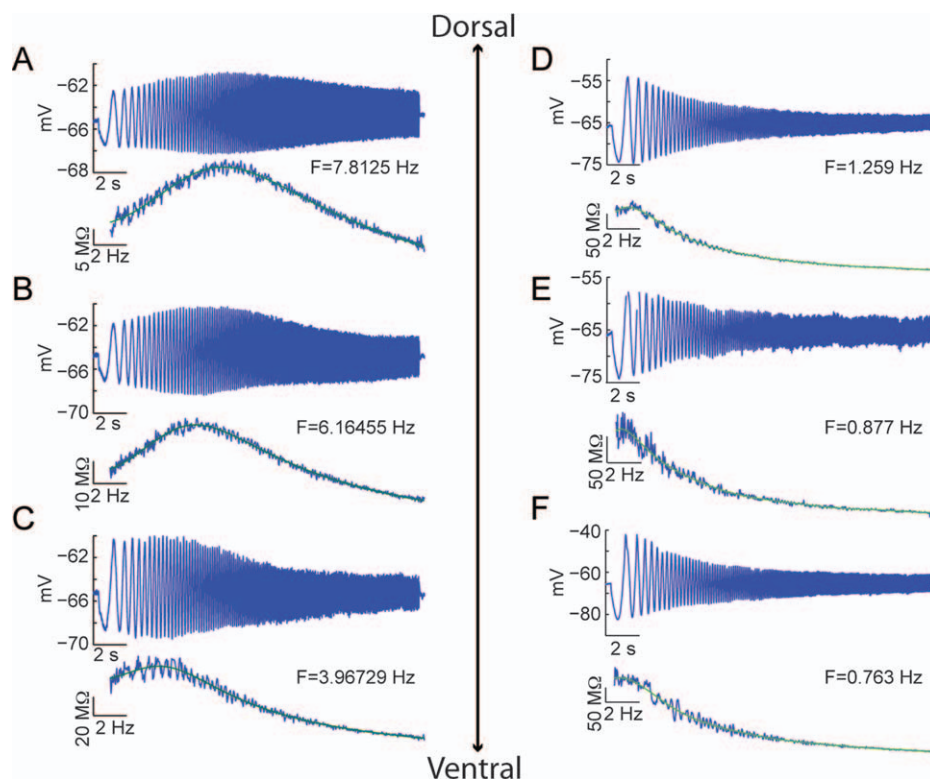 Dorsal
A
−62
−66
−68
mV
2 s
F=7.8125 Hz
5 MΩ
2 Hz
B
−62
−66
−70
mV
2 s
F=6.16455 Hz
10 MΩ
2 Hz
C
−62
−66
−70
mV
2 s
F=3.96729 Hz
20 MΩ
2 Hz
D
−55
−65
−75
mV
2 s
F=1.259 Hz
50 MΩ
2 Hz
E
−55
−65
−75
mV
2 s
F=0.877 Hz
50 MΩ
2 Hz
F
−40
−60
−80
mV
2 s
F=0.763 Hz
50 MΩ
2 Hz
Ventral